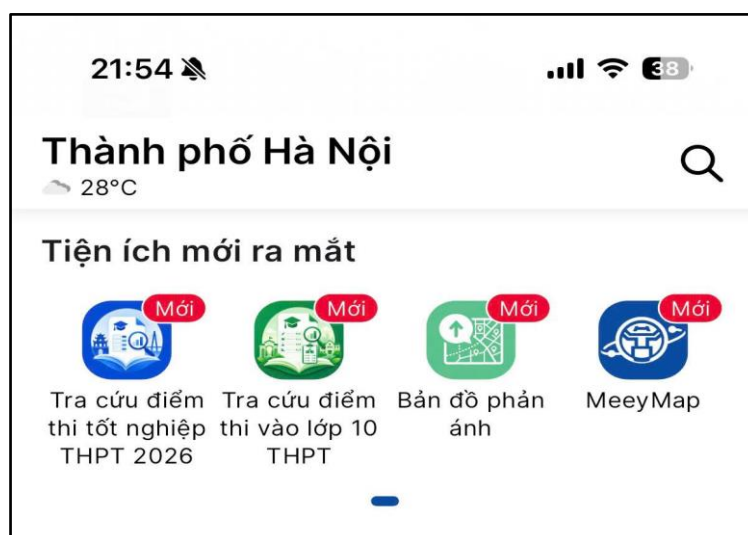 21:54
38
Thành phố Hà Nội
28°C
Tiện ích mới ra mắt
Mới
Mới
Mới
Mới
Tra cứu điểm
thi tốt nghiệp
THPT 2026
Tra cứu điểm
thi vào lớp 10
THPT
Bản đồ phản
ánh
MeeyMap